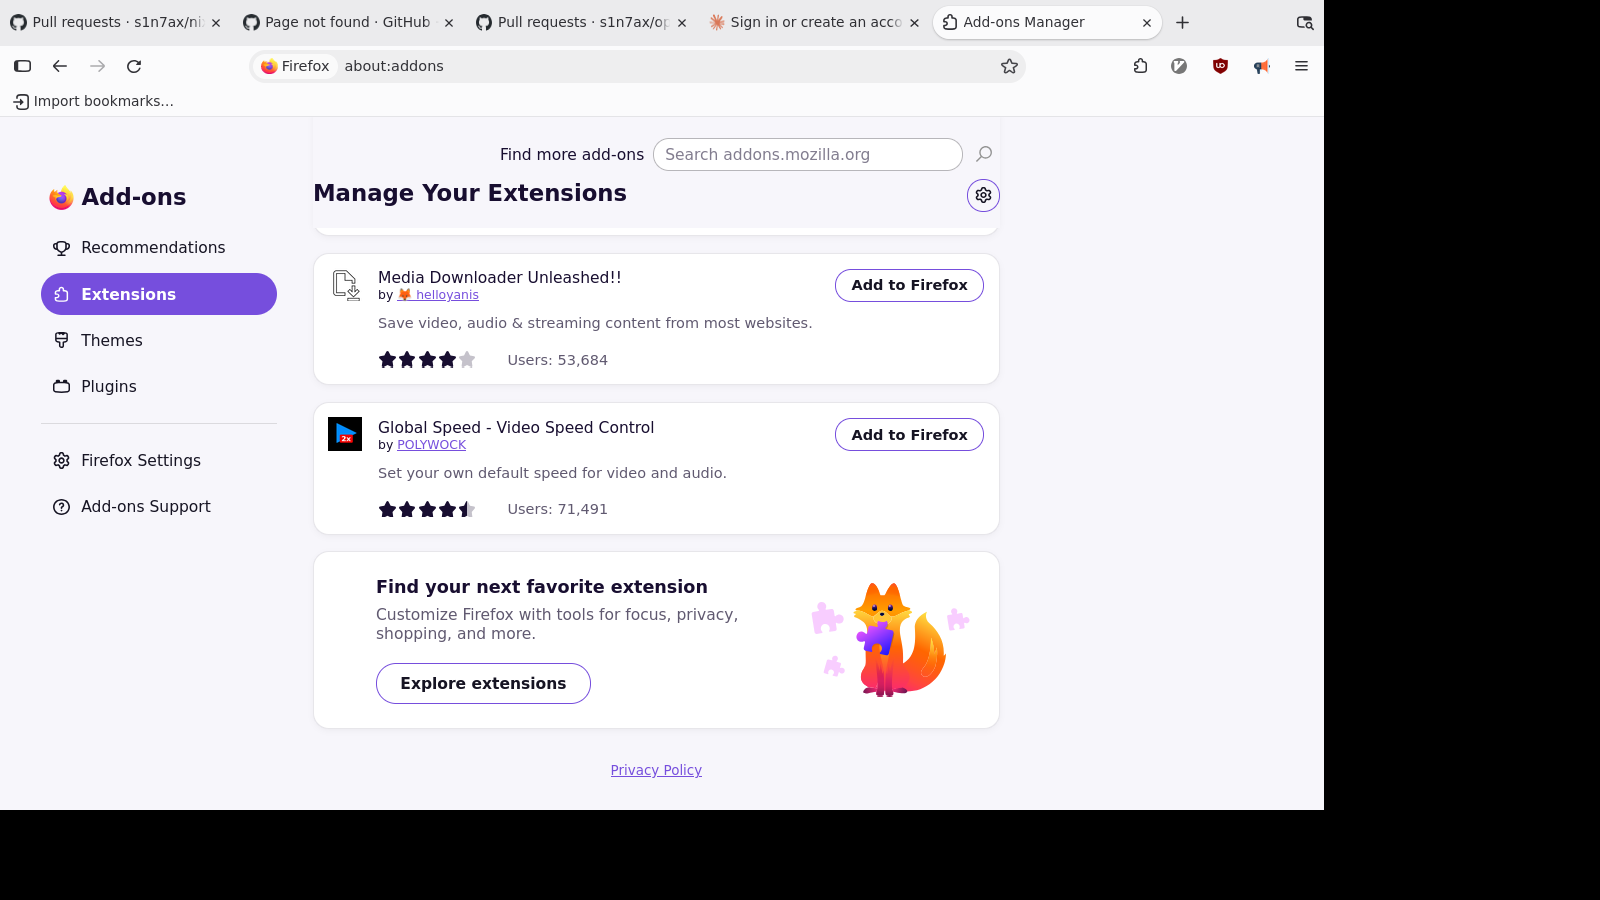 Pull requests · s1n7ax/ni
Page not found · GitHub
Pull requests · s1n7ax/op
Sign in or create an acco
Add-ons Manager
Firefox
about:addons
Import bookmarks...
Find more add-ons
Search addons.mozilla.org
Add-ons
Manage Your Extensions
Recommendations
Extensions
Themes
Plugins
Firefox Settings
Add-ons Support
Media Downloader Unleashed!!
by 🦊 helloyanis
Add to Firefox
Save video, audio & streaming content from most websites.
Users: 53,684
2x
Global Speed - Video Speed Control
by POLYWOCK
Add to Firefox
Set your own default speed for video and audio.
Users: 71,491
Find your next favorite extension
Customize Firefox with tools for focus, privacy,
shopping, and more.
Explore extensions
Privacy Policy